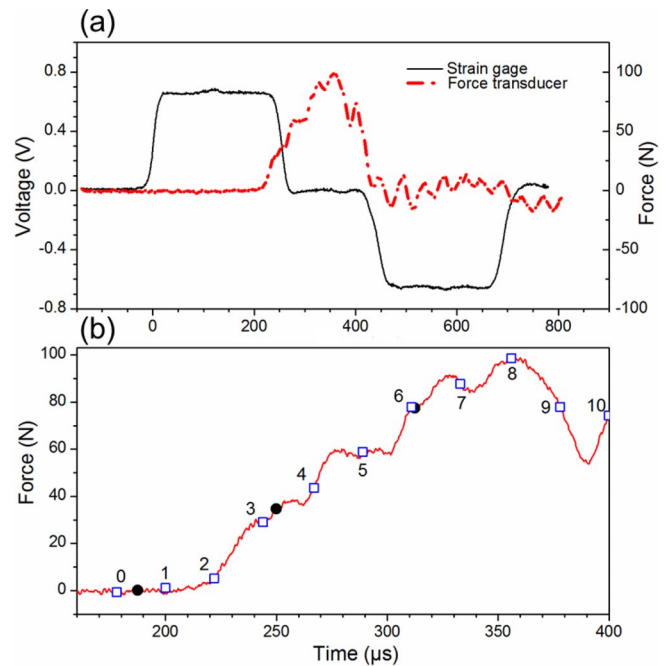 (a)
Strain gage
Force transducer
Voltage (V)
0.8
0.4
0.0
-0.4
-0.8
Force (N)
100
50
0
-50
-100
0 200 400 600 800
(b)
Force (N)
100
80
60
40
20
0
0 1 2 3 4 5 6 7 8 9 10
200 250 300 350 400
Time (μs)